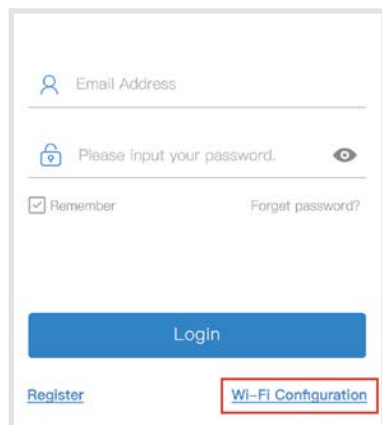 Email Address
Please input your password.
Remember Forget password?
Login
Register Wi-Fi Configuration